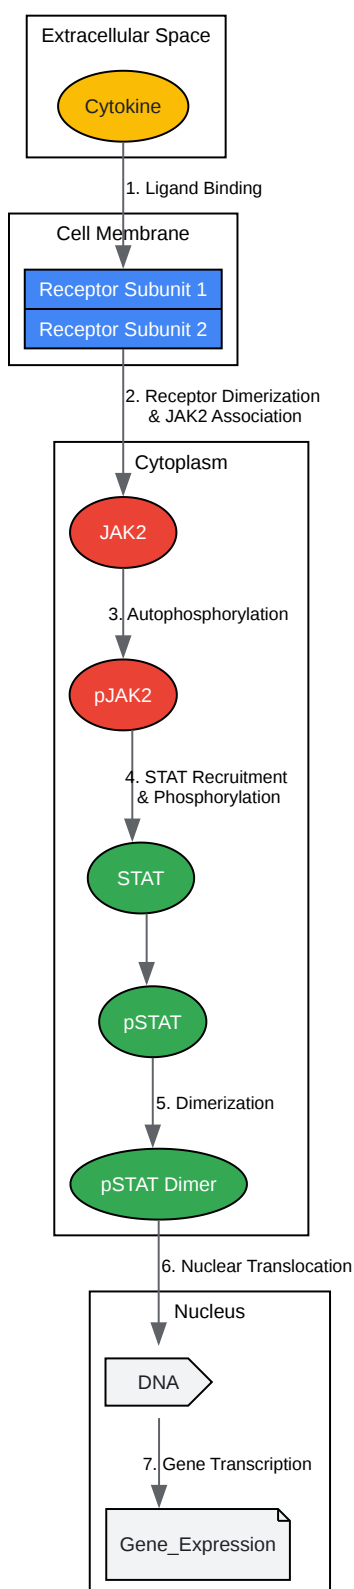 Extracellular Space
Cytokine
1. Ligand Binding
Cell Membrane
Receptor Subunit 1
Receptor Subunit 2
2. Receptor Dimerization
& JAK2 Association
Cytoplasm
JAK2
3. Autophosphorylation
pJAK2
4. STAT Recruitment
& Phosphorylation
STAT
pSTAT
5. Dimerization
pSTAT Dimer
6. Nuclear Translocation
Nucleus
DNA
7. Gene Transcription
Gene_Expression